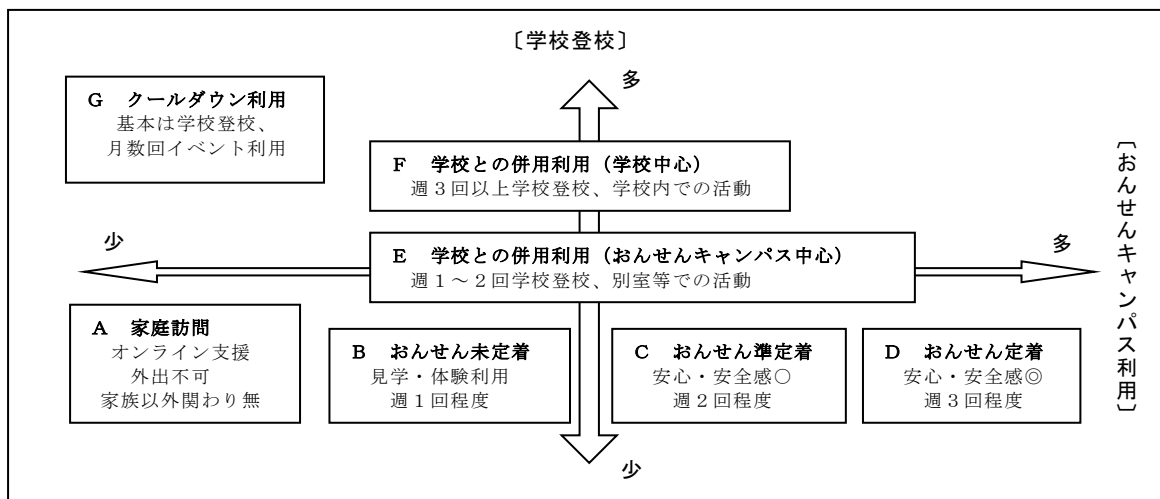 〔学校登校〕
多
G　クールダウン利用
基本は学校登校、
月数回イベント利用
F　学校との併用利用（学校中心）
週３回以上学校登校、学校内での活動
少
E　学校との併用利用（おんせんキャンパス中心）
週１～２回学校登校、別室等での活動
多
〔おんせんキャンパス利用〕
A　家庭訪問
オンライン支援
外出不可
家族以外関わり無
B　おんせん未定着
見学・体験利用
週１回程度
C　おんせん準定着
安心・安全感○
週２回程度
D　おんせん定着
安心・安全感◎
週３回程度
少